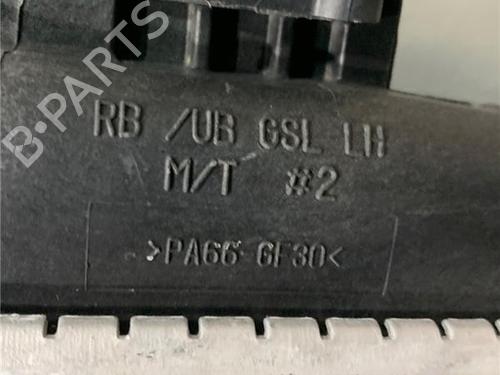 B-PARTS
RB /UB GSL LH
M/T #2
>PA66-GF30<